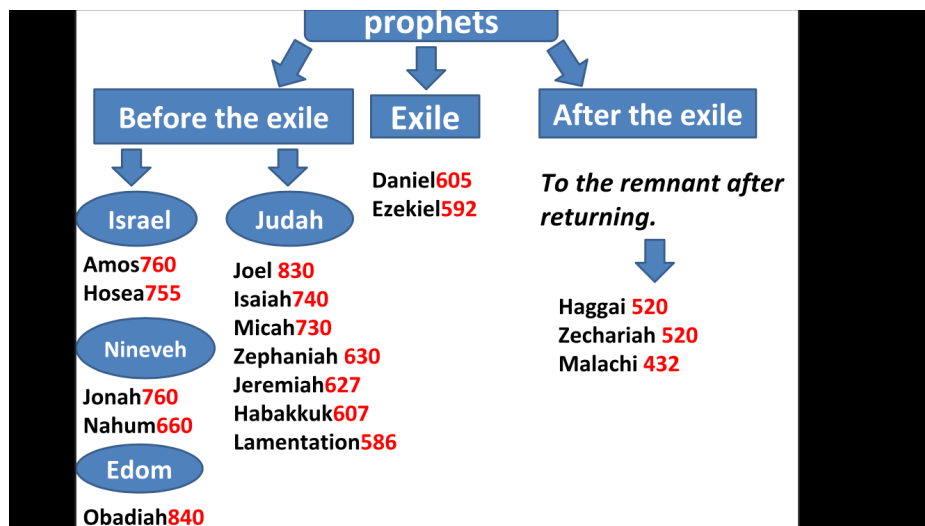 prophets
Before the exile
Exile
After the exile
Israel
Amos760
Hosea755
Nineveh
Jonah760
Nahum660
Edom
Obadiah840
Judah
Joel 830
Isaiah740
Micah730
Zephaniah 630
Jeremiah627
Habakkuk607
Lamentation586
Daniel605
Ezekiel592
To the remnant after
returning.
Haggai 520
Zechariah 520
Malachi 432